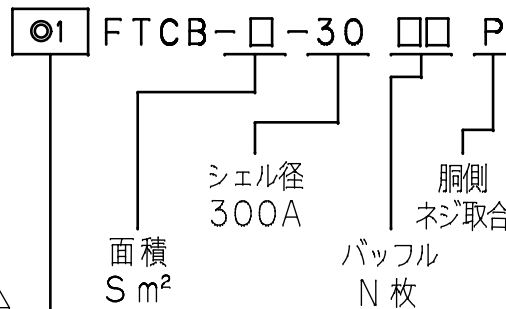 ◎1 FTCB-□-30 □□ P
シェル径
300A
胴側
ネジ取合
面積
S m²
バッフル
N 枚